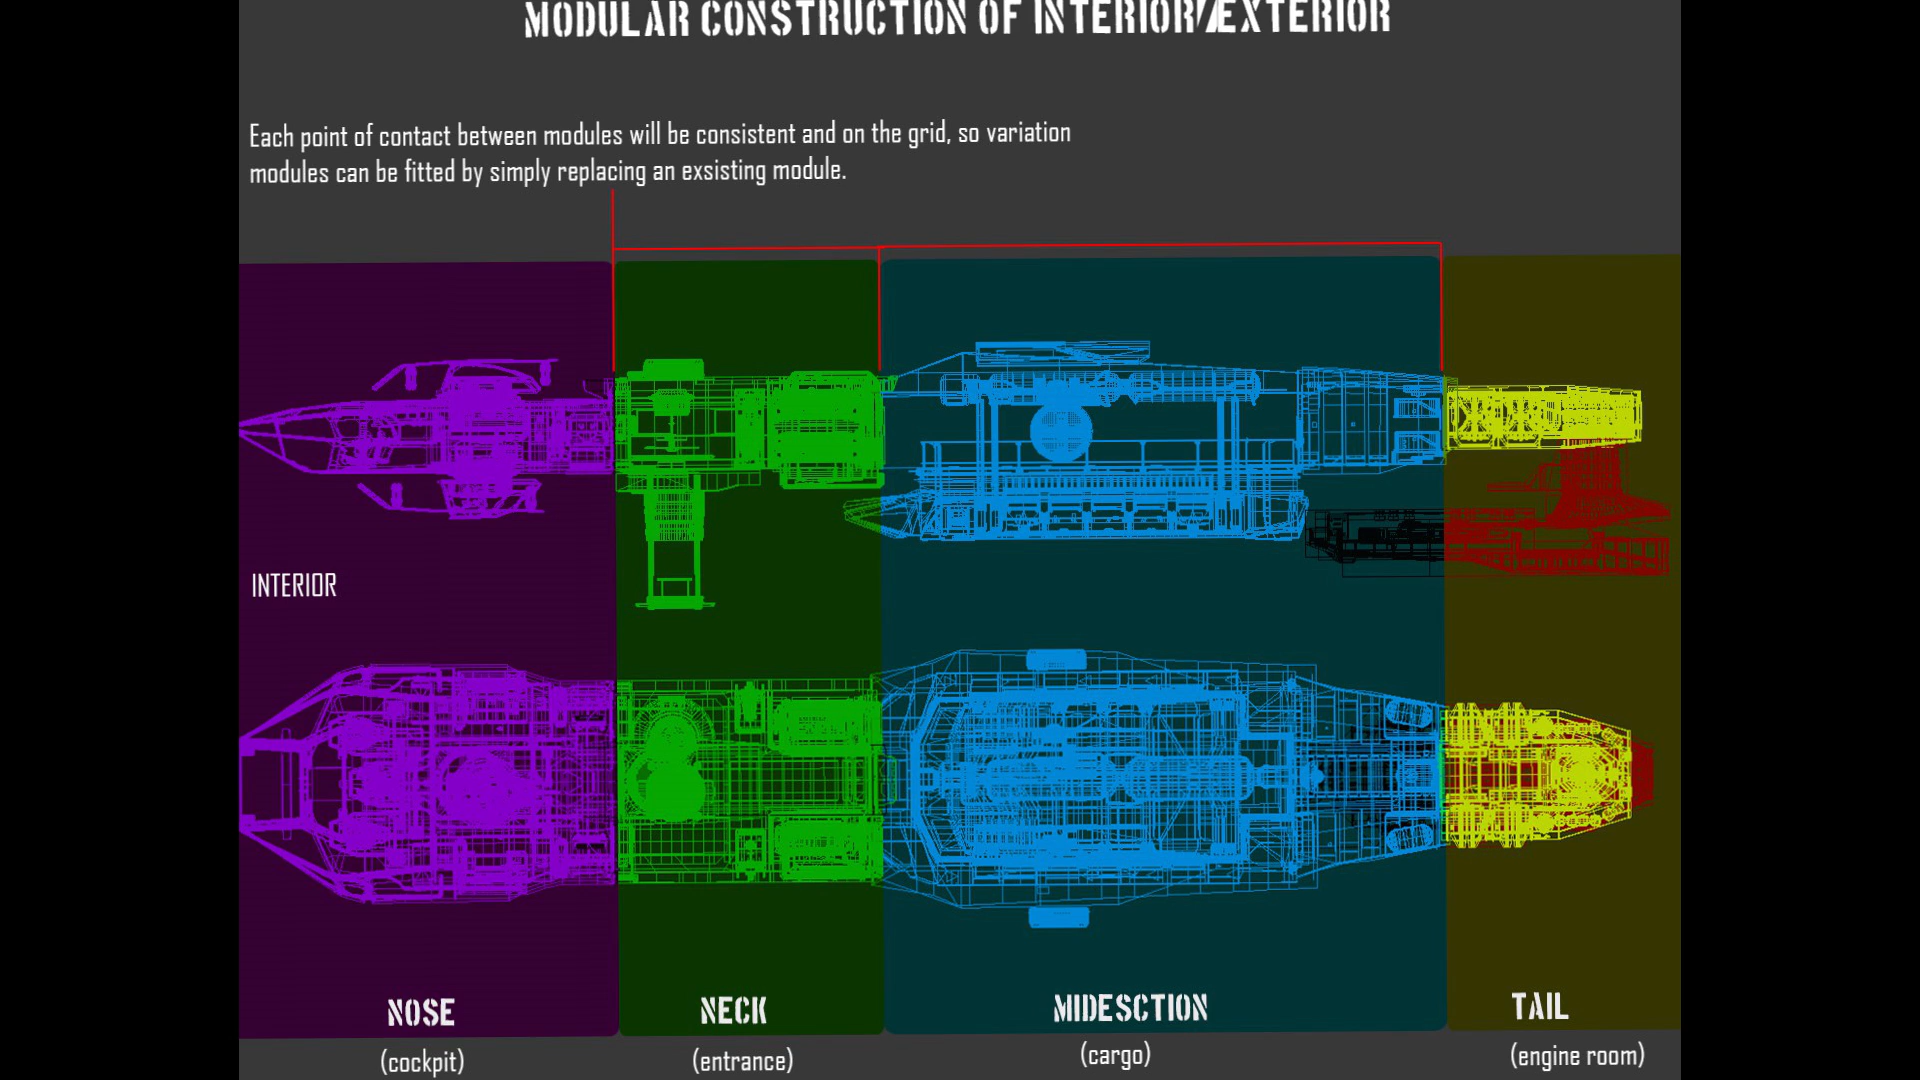 MODULAR CONSTRUCTION OF INTERIOR/EXTERIOR
Each point of contact between modules will be consistent and on the grid, so variation
modules can be fitted by simply replacing an exsisting module.
INTERIOR
NOSE
NECK
MIDESCTION
TAIL
(cockpit)
(entrance)
(cargo)
(engine room)